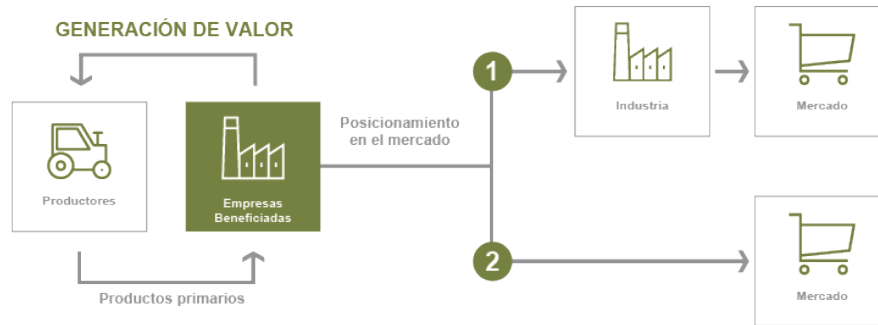 GENERACIÓN DE VALOR
Productores
Empresas
Beneficiadas
Productos primarios
Posicionamiento
en el mercado
1
Industria
Mercado
2
Mercado